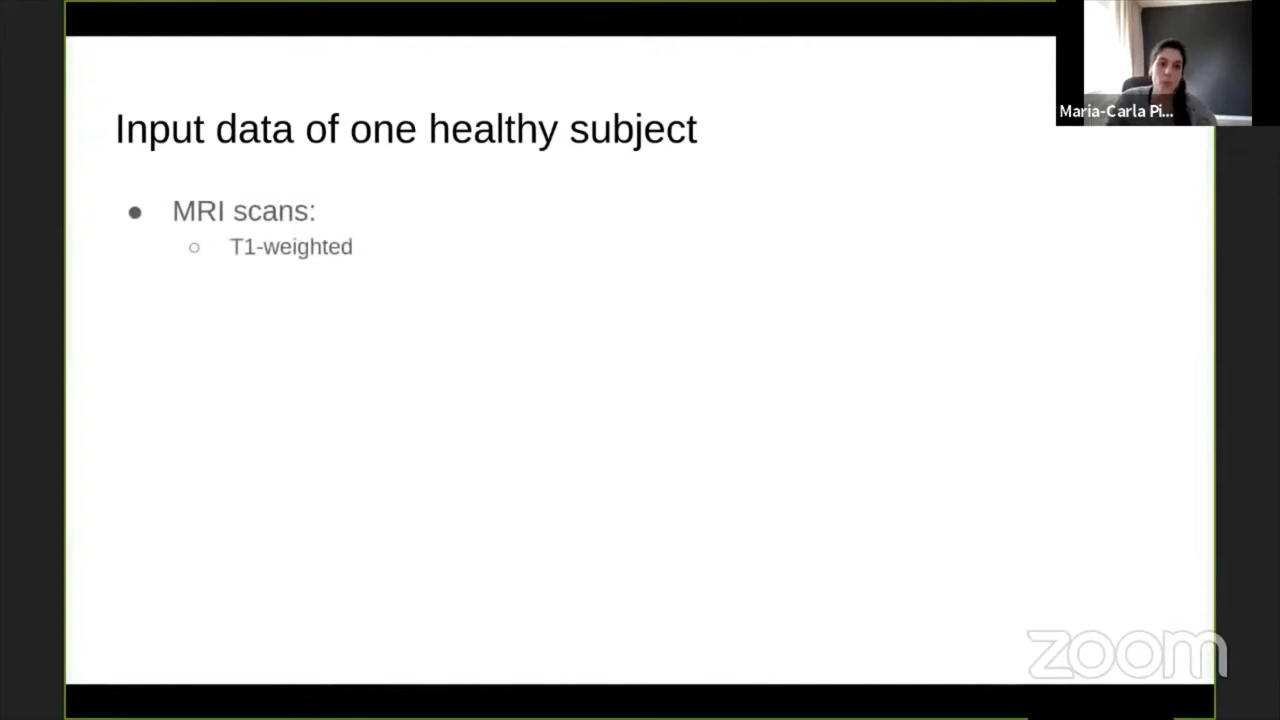 Input data of one healthy subject
● MRI scans:
○ T1-weighted
Maria-Carla Pi...
zoom